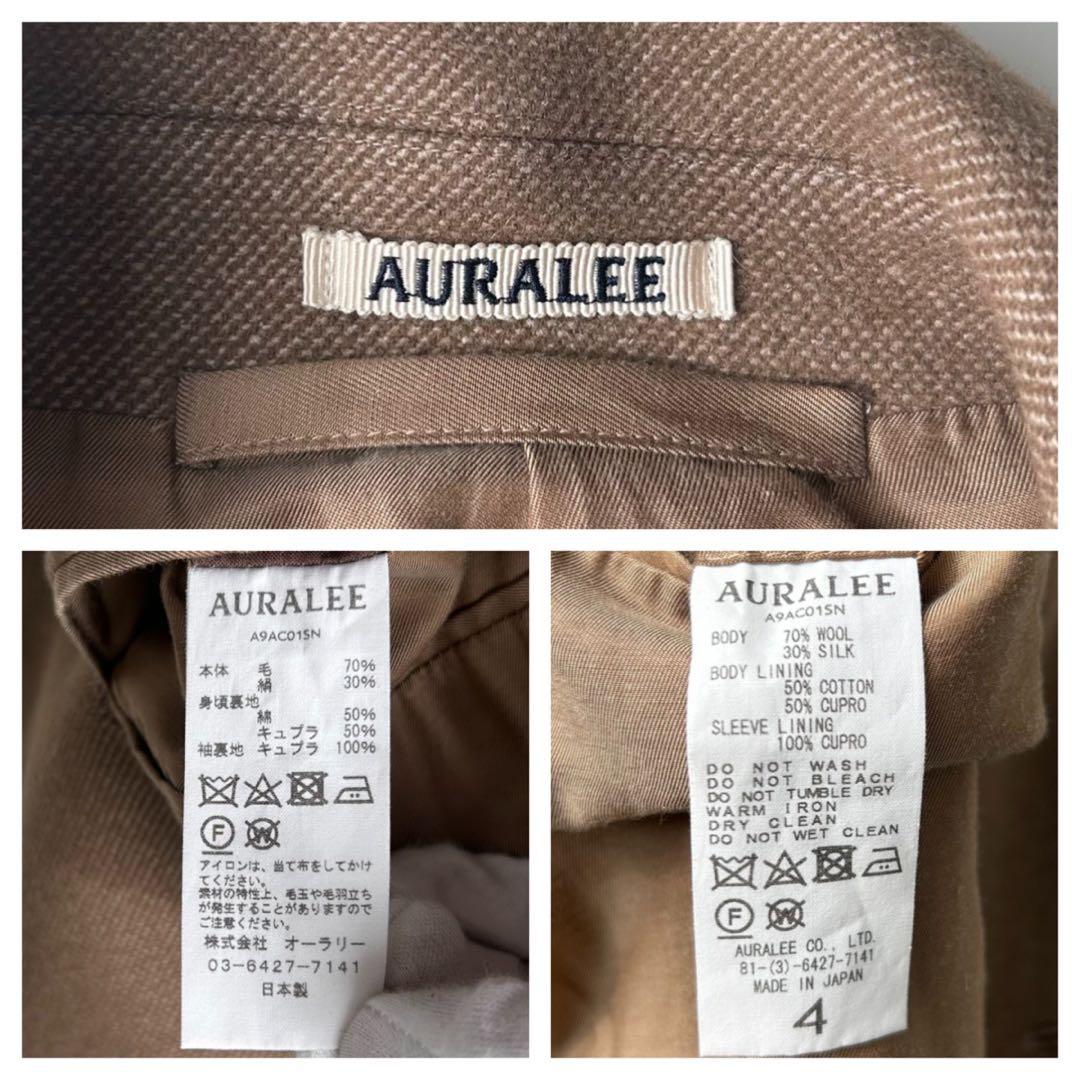 AURALEE
AURALEE
A9AC01SN
本体 毛 70%
絹 30%
身頃裏地
綿 50%
キュプラ 50%
袖裏地 キュプラ 100%
F
W
アイロンは、当て布をしてかけ
てください。
素材の特性上、毛玉や毛羽立ち
が発生することがありますので
ご注意ください。
株式会社 オーラリー
03-6427-7141
日本製
AURALEE
A9AC01SN
BODY 70% WOOL
30% SILK
BODY LINING
50% COTTON
50% CUPRO
SLEEVE LINING
100% CUPRO
DO NOT WASH
DO NOT BLEACH
DO NOT TUMBLE DRY
WARM IRON
DRY CLEAN
DO NOT WET CLEAN
F
W
AURALEE CO., LTD.
81-(3)-6427-7141
MADE IN JAPAN
4